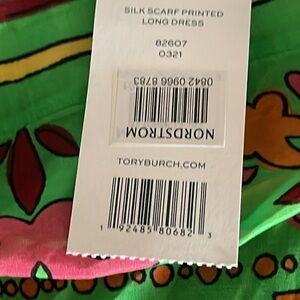 SILK SCARF PRINTED
LONG DRESS
82607
0321
0842 0966 8783
NORDSTROM
TORYBURCH.COM
1 92485 80682 3